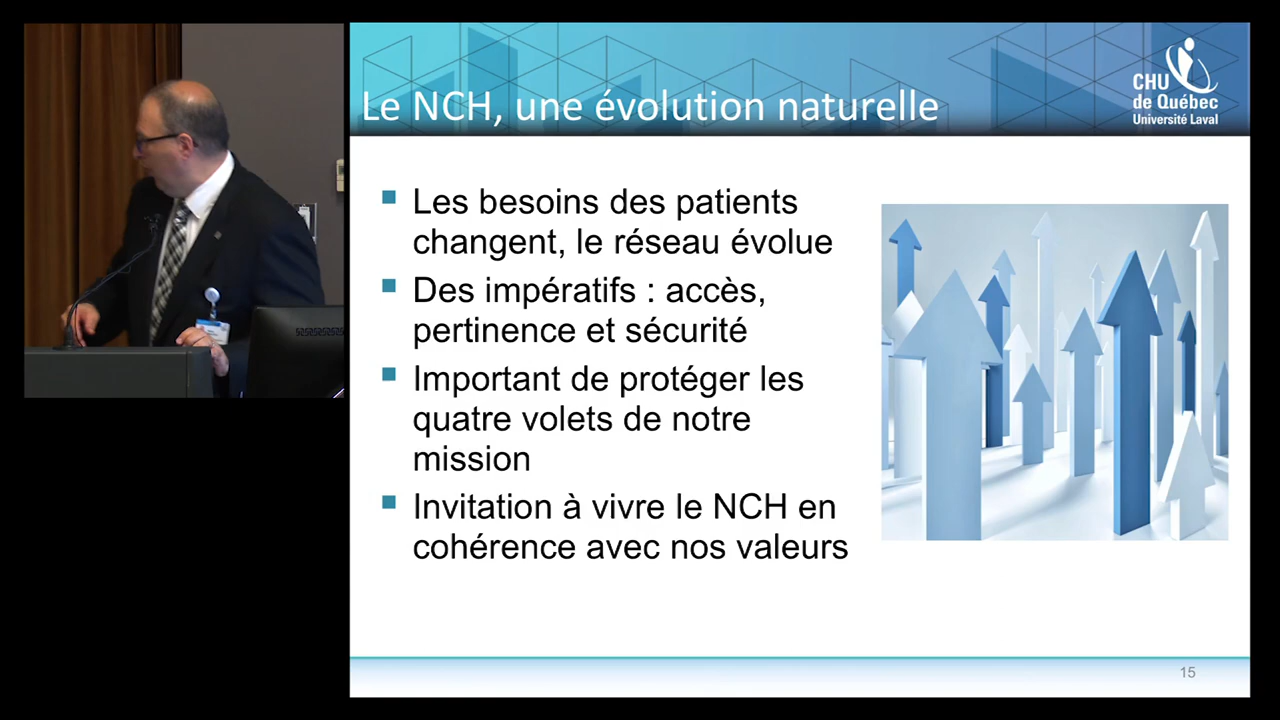 Le NCH, une évolution naturelle
CHU
de Québec
Université Laval
Les besoins des patients
changent, le réseau évolue
Des impératifs : accès,
pertinence et sécurité
Important de protéger les
quatre volets de notre
mission
Invitation à vivre le NCH en
cohérence avec nos valeurs
15